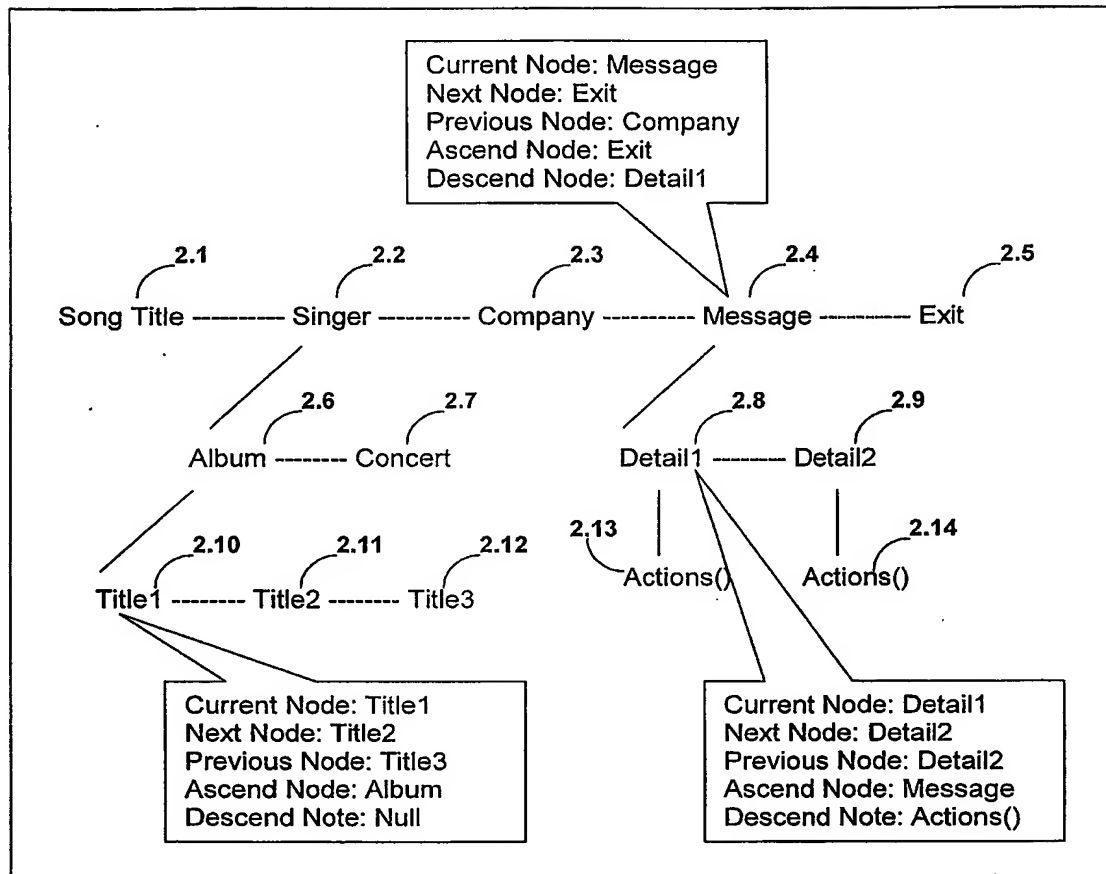 Current Node: Message
Next Node: Exit
Previous Node: Company
Ascend Node: Exit
Descend Node: Detail1
2.1 2.2 2.3 2.4 2.5
Song Title Singer Company Message Exit
2.6 2.7 2.8 2.9
Album Concert Detail1 Detail2
2.10 2.11 2.12 2.13 2.14
Actions() Actions()
Title1 Title2 Title3
Current Node: Title1
Next Node: Title2
Previous Node: Title3
Ascend Node: Album
Descend Note: Null
Current Node: Detail1
Next Node: Detail2
Previous Node: Detail2
Ascend Node: Message
Descend Note: Actions()